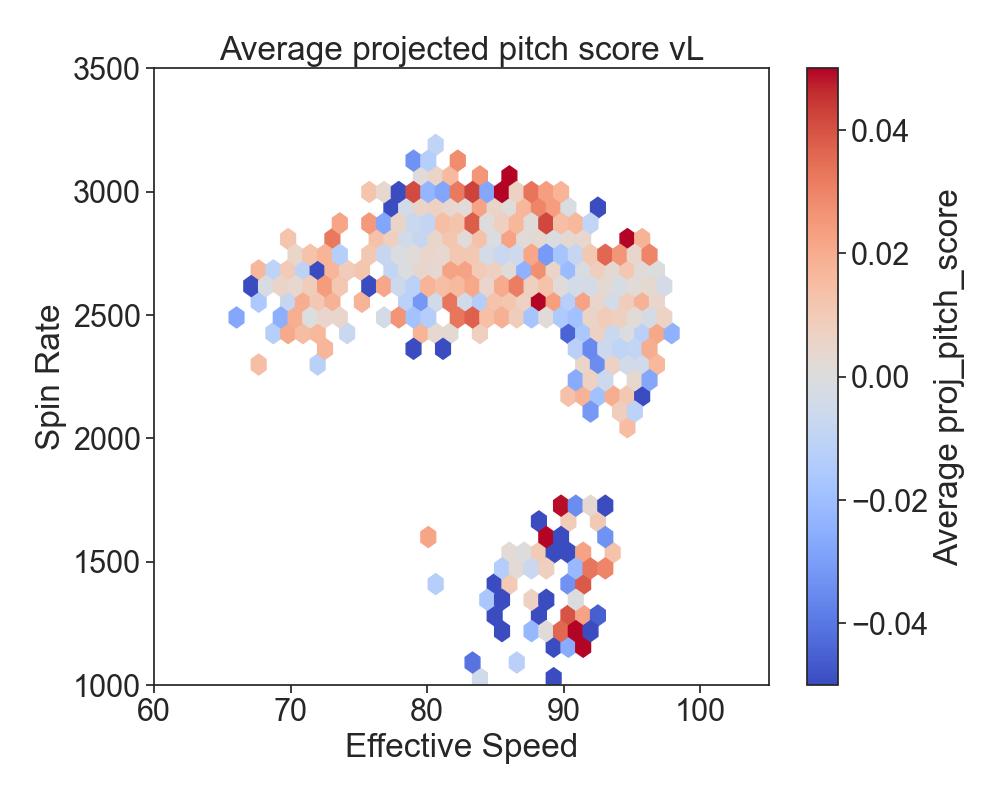 Average projected pitch score vL
3500
3000
2500
2000
1500
1000
Spin Rate
60 70 80 90 100
Effective Speed
0.04
0.02
0.00
−0.02
−0.04
Average proj_pitch_score